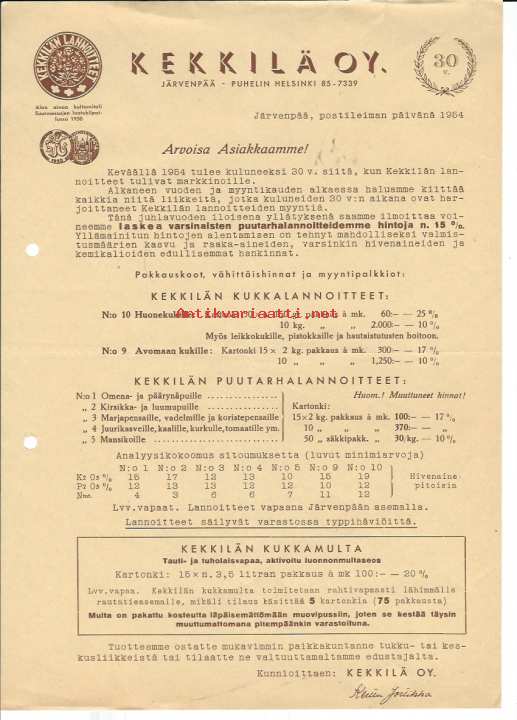 KEKKILÄN LANNOITTEET
KEKKILÄ OY.
JÄRVENPÄÄ - PUHELIN HELSINKI 85-7339
30
v.
Järvenpää, postileiman päivänä 1954
Arvoisa Asiakkaamme!
Keväällä 1954 tulee kuluneeksi 30 v. siitä, kun Kekkilän lan-
noitteet tulivat markkinoille.
Alkaneen vuoden ja myyntikauden alkaessa haluamme kiittää
kaikkia niitä liikkeitä, jotka kuluneiden 30 v:n aikana ovat har-
joittaneet Kekkilän lannoitteiden myyntiä.
Tänä juhlavuoden iloisena yllätyksenä saamme ilmoittaa voi-
neemme laskea varsinaisten puutarhalannoitteidemme hintoja n. 15 %.
Yllämainitun hintojen alentamisen on tehnyt mahdolliseksi valmis-
tusmäärien kasvu ja raaka-aineiden, varsinkin hivenaineiden ja
kemikalioiden edullisemmat hankinnat.
Pakkauskoot, vähittäishinnat ja myyntipalkkiot:
KEKKILÄN KUKKALANNOITTEET:
N:o 10 Huonekukille: kg. pakkaus à mk. 60:— — 25 %
Antikvariaatti.net
10 kg. „ „ 2.000:— — 10 %
Myös leikkokukille, pistokkaille ja hautaistutusten hoitoon.
N:o 9 Avomaan kukille: Kartonki 15 x 2 kg. pakkaus à mk. 300:— — 17 %
10 „ „ 1,250:— — 10 %
KEKKILÄN PUUTARHALANNOITTEET:
N:o 1 Omena- ja päärynäpuille Huom.! Muuttuneet hinnat!
„ 2 Kirsikka- ja luumupuille Kartonki:
„ 3 Marjapensaille, vadelmille ja koristepensaille 15 x 2 kg. pakkaus à mk. 100:— — 17 %
„ 4 Juurikasveille, kaalille, kurkulle, tomaatille ym. 10 „ „ 370:— —
„ 5 Mansikoille 50 „ säkkipakk. „ 30/kg. — 10 %
Analyysikokoomus sitoumuksetta (luvut minimiarvoja)
N:o 1 N:o 2 N:o 3 N:o 4 N:o 5 N:o 9 N:o 10
K2 Os % 15 17 12 13 10 15 19 Hivenaine-
P2 Os % 12 13 13 12 12 10 12 pitoisin
N % 4 3 6 6 7 11 12
Lvv.vapaat. Lannoitteet vapaana Järvenpään asemalla.
Lannoitteet säilyvät varastossa typpihäviöittä.
KEKKILÄN KUKKAMULTA
Tauti- ja tuholaisvapaa, aktivoitu luonnonmultaseos
Kartonki: 15 x n. 3,5 litran pakkaus à mk 100:— — 20 %
Lvv.vapaa. Kekkilän kukkamulta toimitetaan rahtivapaasti lähimmälle
rautatieasemalle, mikäli tilaus käsittää 5 kartonkia (75 pakkausta)
Multa on pakattu kosteutta läpäisemättömään muovipussiin, joten se kestää täysin
muuttumattomana pitempäänkin varastoituna.
Tuotteemme ostatte mukavimmin paikkakuntanne tukku- tai kes-
kusliikkeistä tai tilaatte ne valtuuttamaltamme edustajalta.
Kunnioittaen: KEKKILÄ OY.